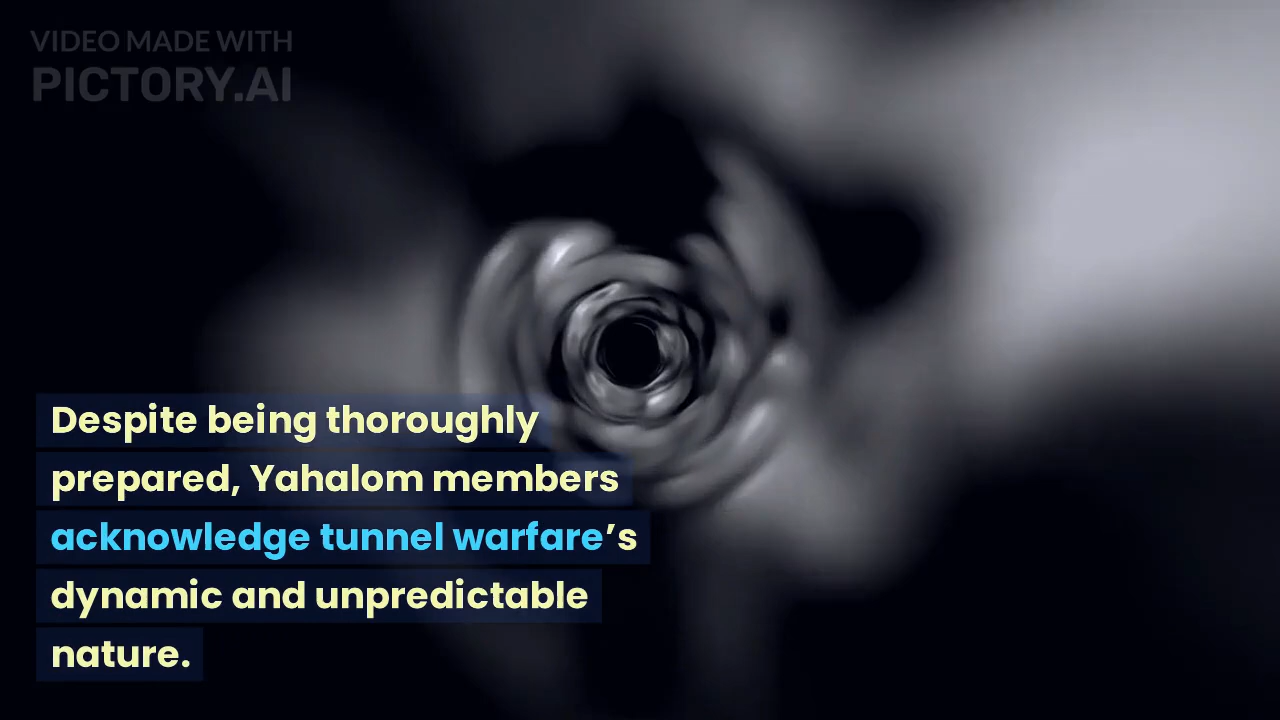 VIDEO MADE WITH
PICTORY.AI
Despite being thoroughly
prepared, Yahalom members
acknowledge tunnel warfare’s
dynamic and unpredictable
nature.